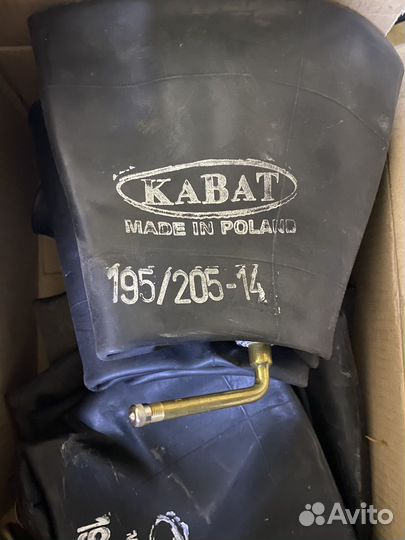 KABAT
MADE IN POLAND
195/205-14
Avito